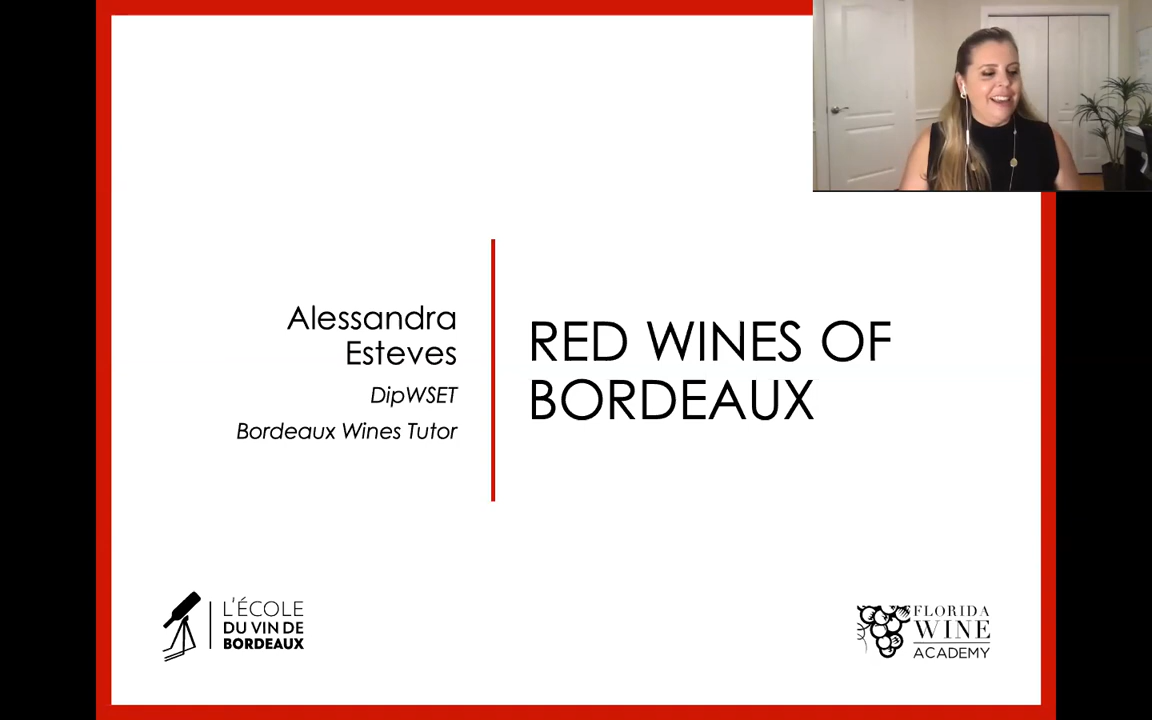 Alessandra
Esteves
DipWSET
Bordeaux Wines Tutor
RED WINES OF
BORDEAUX
L'ÉCOLE
DU VIN DE
BORDEAUX
FLORIDA
WINE
ACADEMY